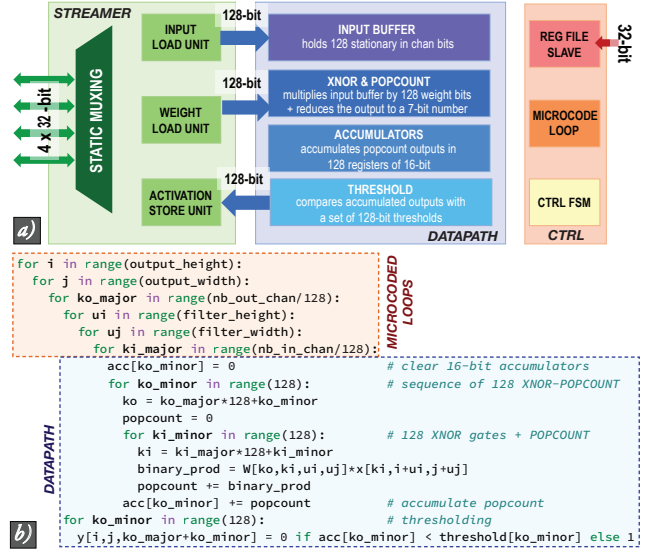 STREAMER
INPUT
LOAD UNIT
128-bit
INPUT BUFFER
holds 128 stationary in chan bits
REG FILE
SLAVE
32-bit
4 x 32 -bit
STATIC MUXING
WEIGHT
LOAD UNIT
128-bit
XNOR & POPCOUNT
multiplies input buffer by 128 weight bits
+ reduces the output to a 7-bit number
MICROCODE
LOOP
ACCUMULATORS
accumulates popcount outputs in
128 registers of 16-bit
ACTIVATION
STORE UNIT
128-bit
THRESHOLD
compares accumulated outputs with
a set of 128-bit thresholds
CTRL FSM
a)
DATAPATH
CTRL
for i in range(output_height):
for j in range(output_width):
for ko_major in range(nb_out_chan/128):
for ui in range(filter_height):
for uj in range(filter_width):
for ki_major in range(nb_in_chan/128):
MICROCODED
LOOPS
acc[ko_minor] = 0 # clear 16-bit accumulators
for ko_minor in range(128): # sequence of 128 XNOR-POPCOUNT
ko = ko_major*128+ko_minor
popcount = 0
for ki_minor in range(128): # 128 XNOR gates + POPCOUNT
ki = ki_major*128+ki_minor
binary_prod = W[ko,ki,ui,uj]*x[ki,i+ui,j+uj]
popcount += binary_prod
acc[ko_minor] += popcount # accumulate popcount
for ko_minor in range(128): # thresholding
y[i,j,ko_major+ko_minor] = 0 if acc[ko_minor] < threshold[ko_minor] else 1
DATAPATH
b)